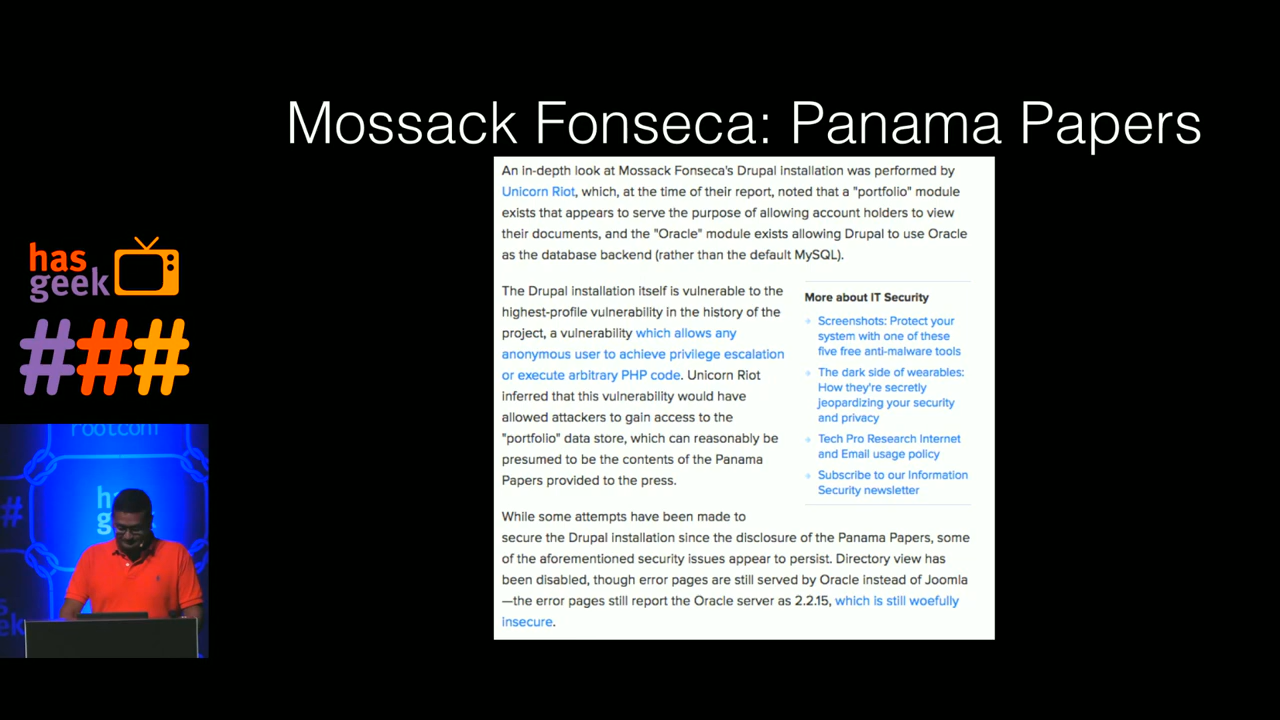 Mossack Fonseca: Panama Papers
An in-depth look at Mossack Fonseca's Drupal installation was performed by
Unicorn Riot, which, at the time of their report, noted that a "portfolio" module
exists that appears to serve the purpose of allowing account holders to view
their documents, and the "Oracle" module exists allowing Drupal to use Oracle
as the database backend (rather than the default MySQL).
The Drupal installation itself is vulnerable to the
highest-profile vulnerability in the history of the
project, a vulnerability which allows any
anonymous user to achieve privilege escalation
or execute arbitrary PHP code. Unicorn Riot
inferred that this vulnerability would have
allowed attackers to gain access to the
"portfolio" data store, which can reasonably be
presumed to be the contents of the Panama
Papers provided to the press.
More about IT Security
Screenshots: Protect your
system with one of these
five free anti-malware tools
The dark side of wearables:
How they're secretly
jeopardizing your security
and privacy
Tech Pro Research Internet
and Email usage policy
Subscribe to our Information
Security newsletter
While some attempts have been made to
secure the Drupal installation since the disclosure of the Panama Papers, some
of the aforementioned security issues appear to persist. Directory view has
been disabled, though error pages are still served by Oracle instead of Joomla
—the error pages still report the Oracle server as 2.2.15, which is still woefully
insecure.
has
geek
###
rootconf